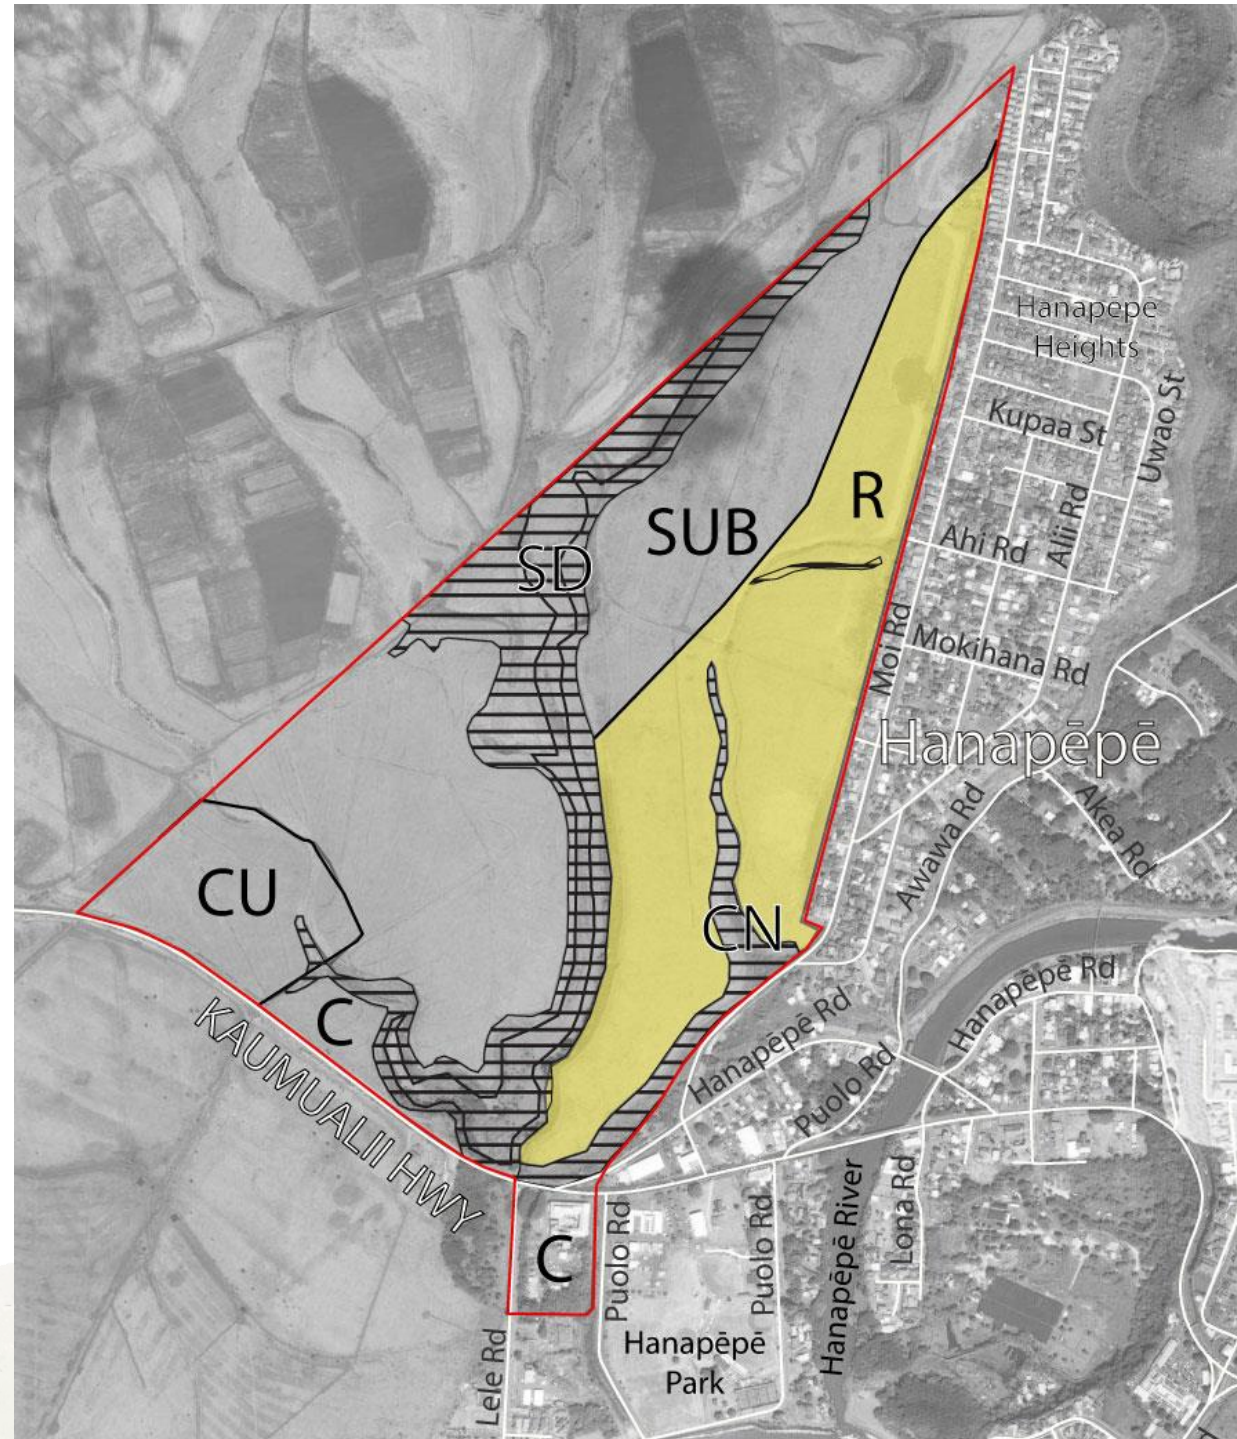 Hanapēpē
Heights
Kupaa St
Uwao St
R
SUB
Ahi Rd
Alii Rd
SD
Moi Rd
Mokihana Rd
Hanapēpē
Akea Rd
Awawa Rd
CU
CN
C
KAUMUALII HWY
Hanapēpē Rd
Hanapēpē Rd
Puolo Rd
C
Puolo Rd
Puolo Rd
Hanapēpē River
Lona Rd
Lele Rd
Hanapēpē
Park